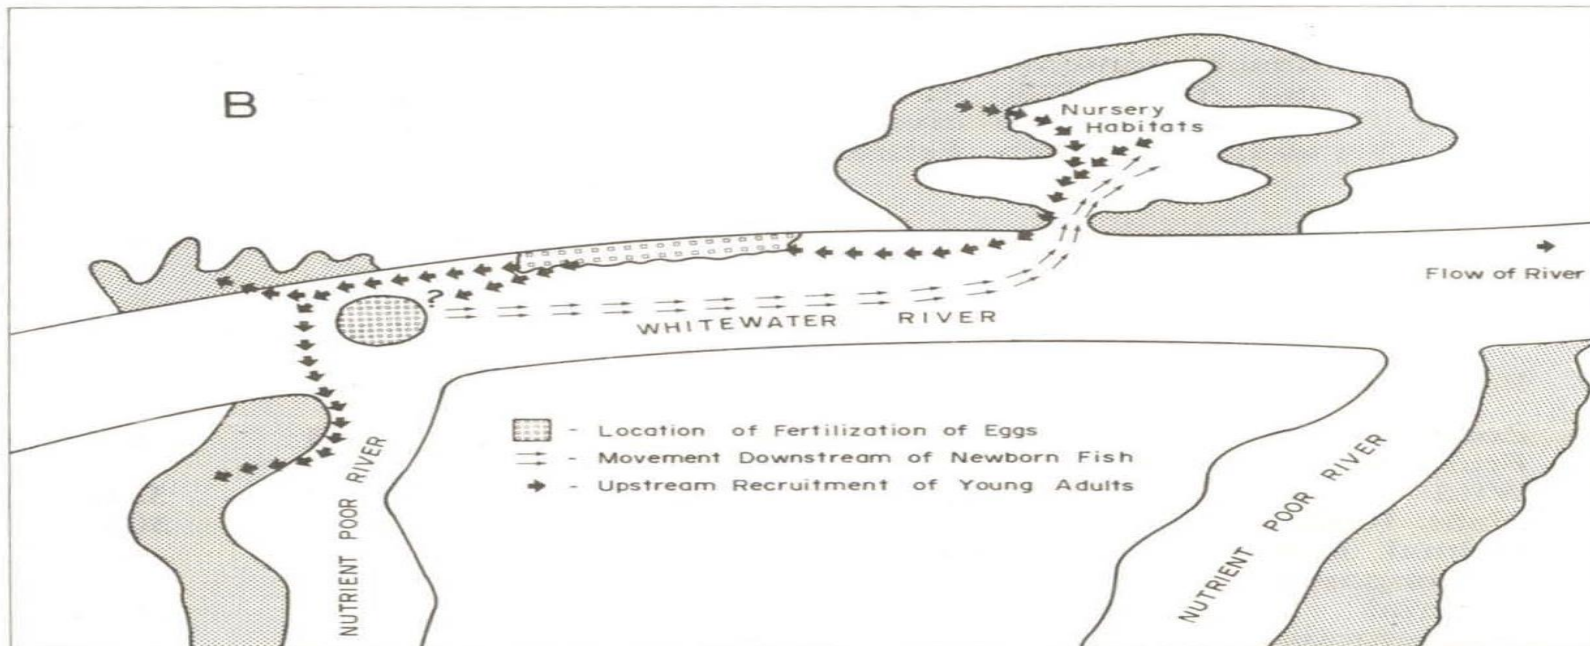 B
Nursery
Habitats
Flow of River
?
WHITEWATER RIVER
- Location of Fertilization of Eggs
- Movement Downstream of Newborn Fish
- Upstream Recruitment of Young Adults
NUTRIENT POOR RIVER
NUTRIENT POOR RIVER